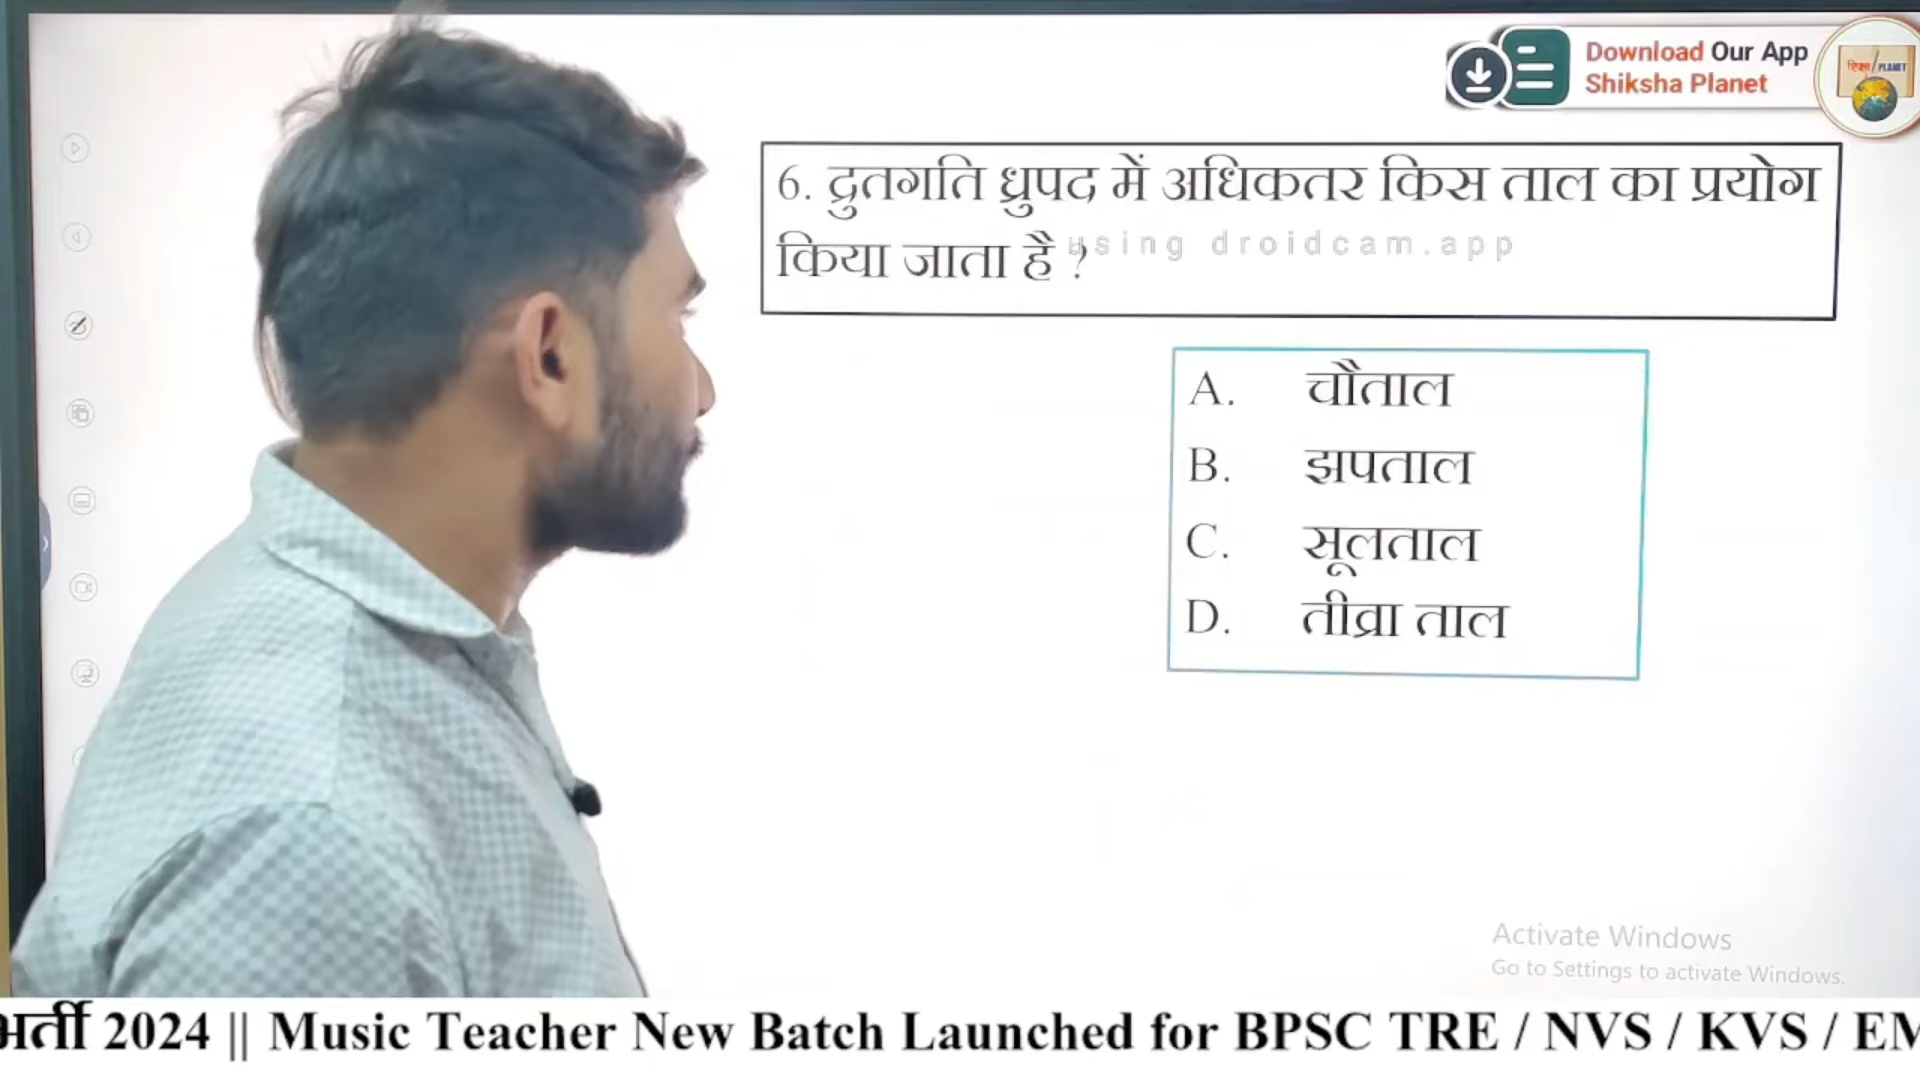 Download Our App
Shiksha Planet
6. द्रुतगति ध्रुपद में अधिकतर किस ताल का प्रयोग
किया जाता है ?
using droidcam.app
A. चौताल
B. झपताल
C. सूलताल
D. तीव्रा ताल
Activate Windows
Go to Settings to activate Windows.
भर्ती 2024 || Music Teacher New Batch Launched for BPSC TRE / NVS / KVS / EM